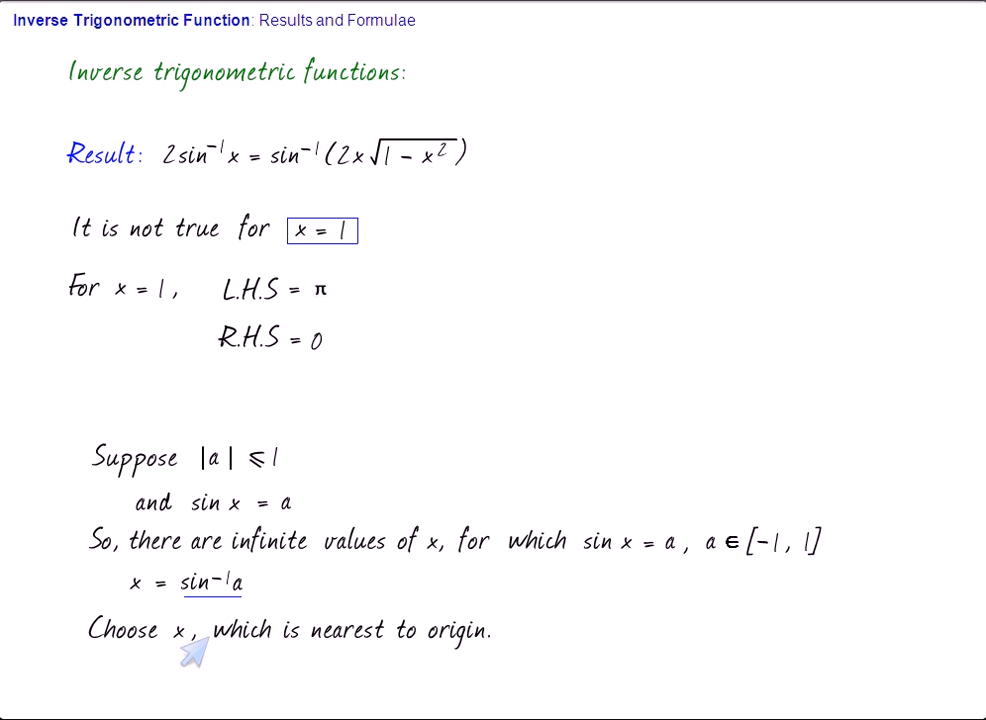 Inverse Trigonometric Function: Results and Formulae
Inverse trigonometric functions:
Result: 2sin⁻¹x = sin⁻¹(2x√(1 − x²))
It is not true for x = 1
For x = 1, L.H.S = π
R.H.S = 0
Suppose |a| ⩽ 1
and sin x = a
So, there are infinite values of x, for which sin x = a, a ∈ [−1, 1]
x = sin⁻¹a
Choose x, which is nearest to origin.